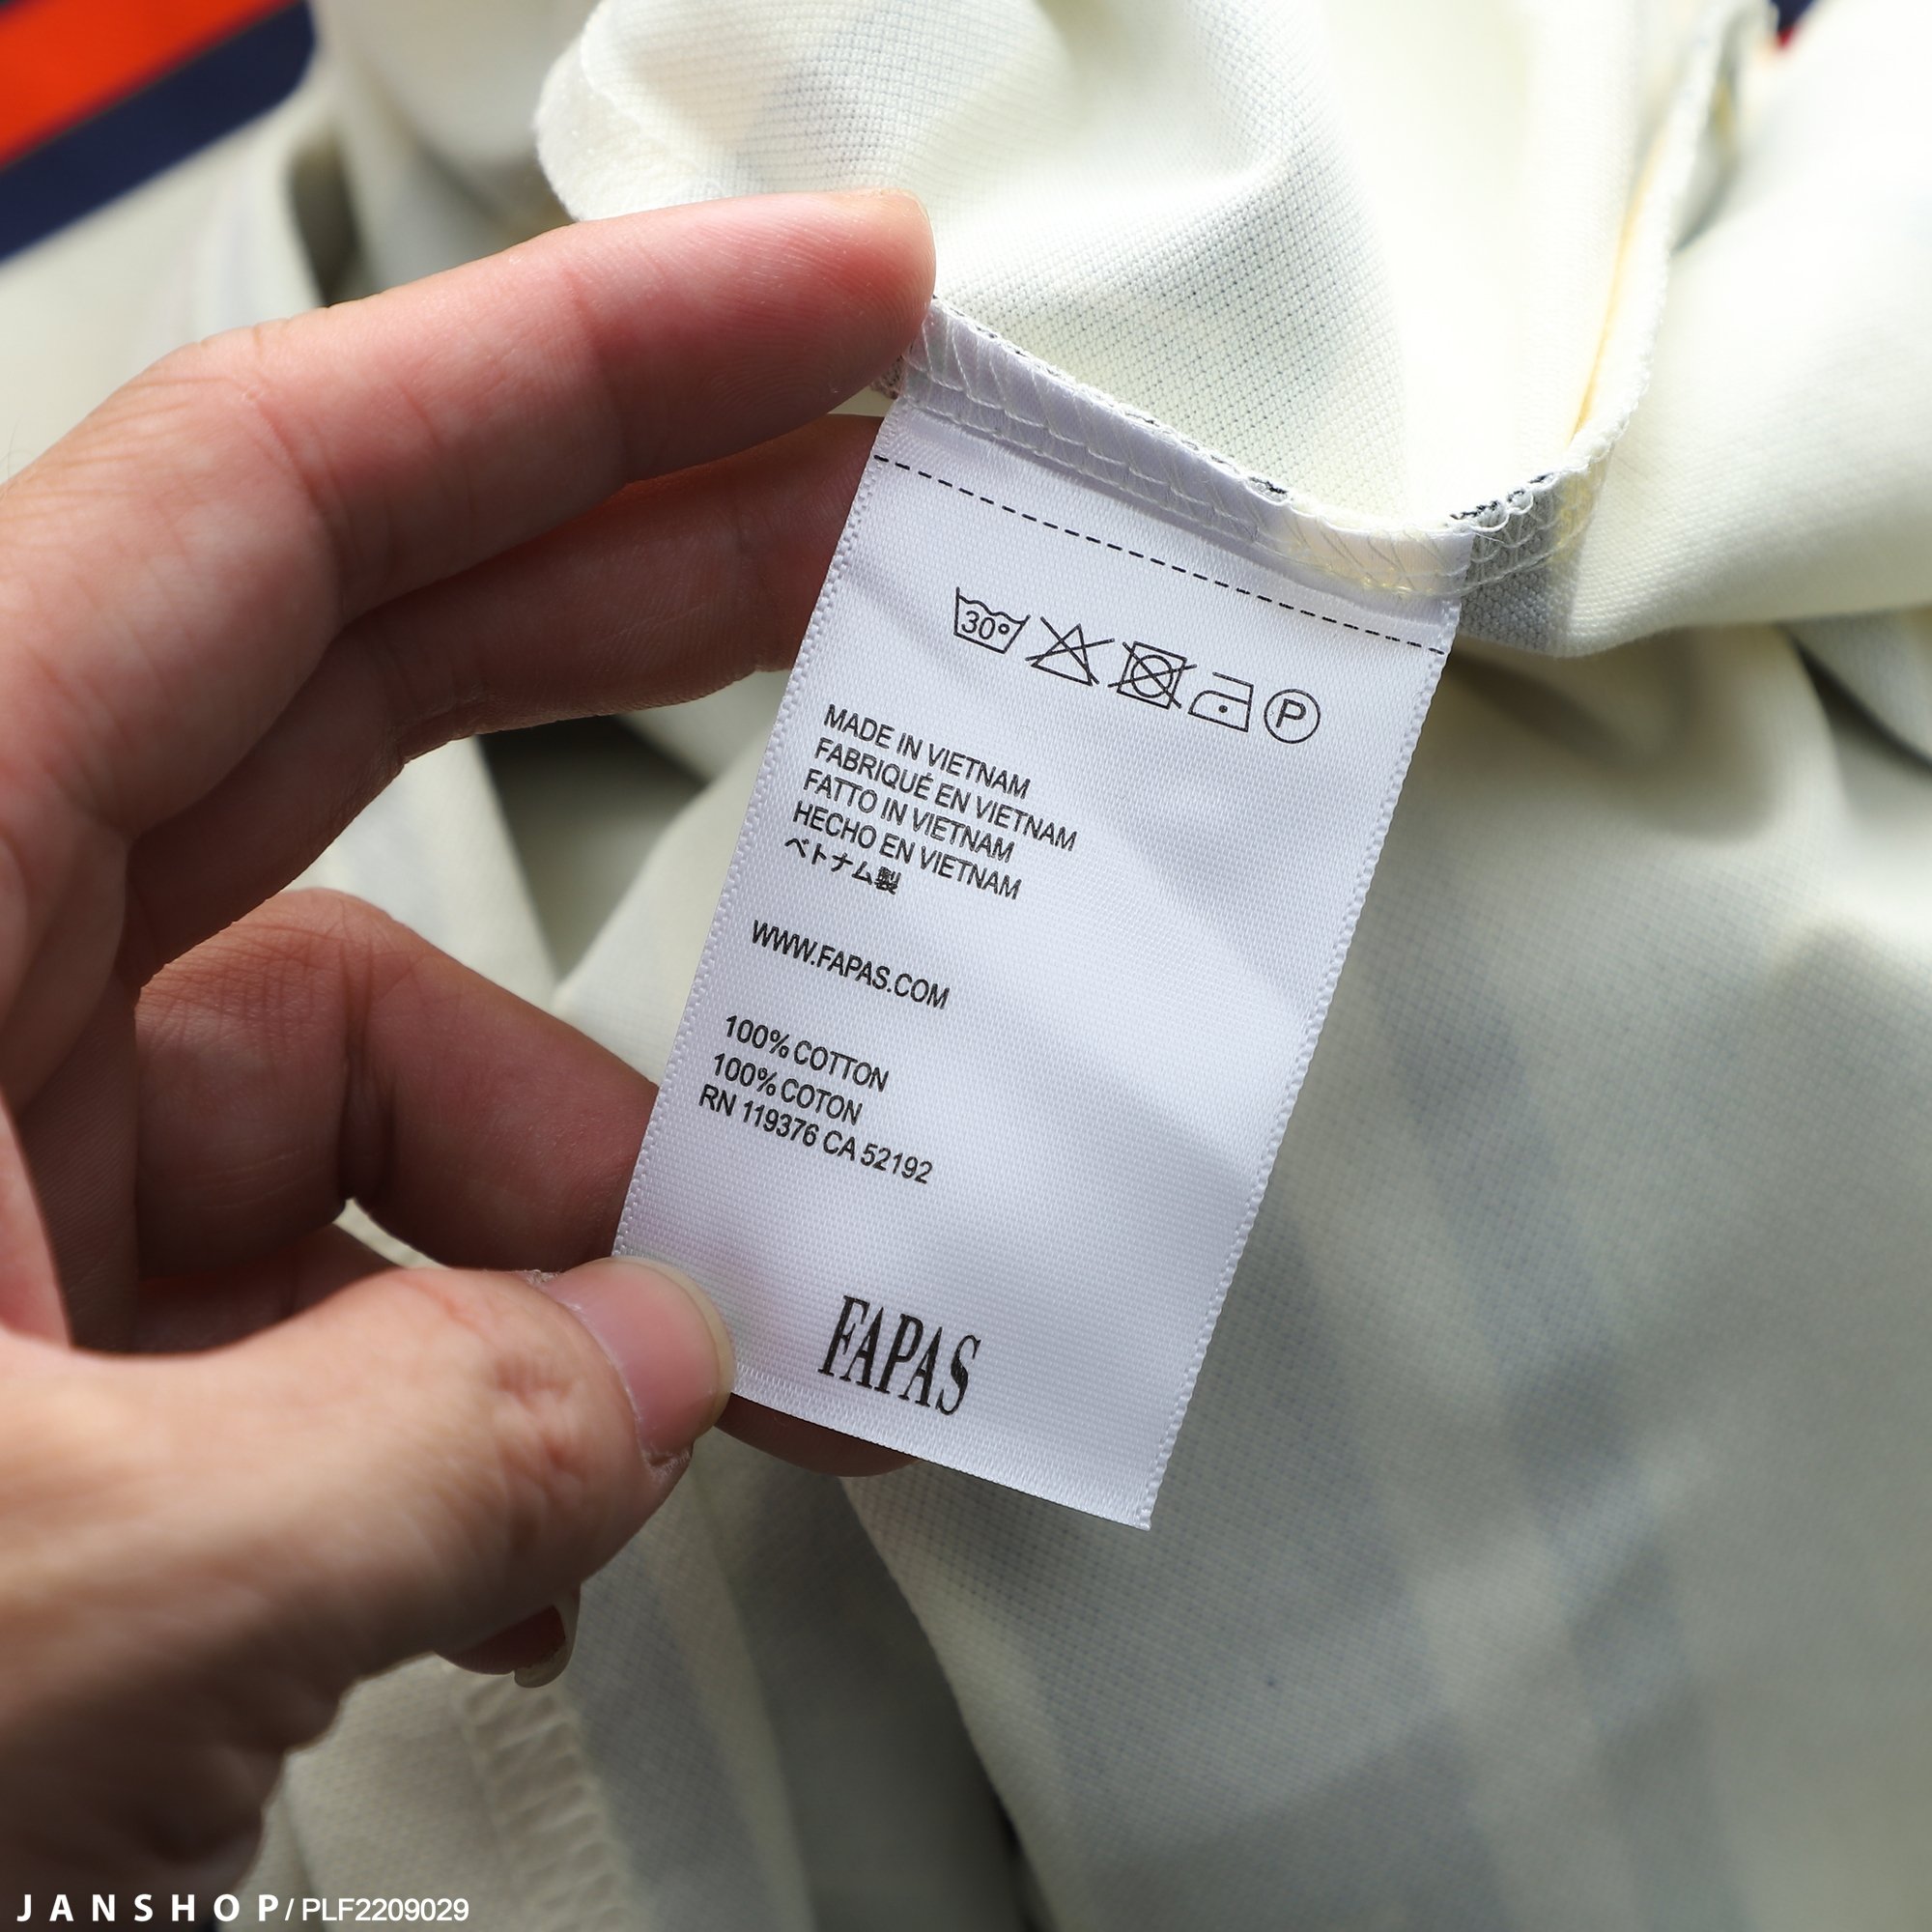 30°
P
MADE IN VIETNAM
FABRIQUÉ EN VIETNAM
FATTO IN VIETNAM
HECHO EN VIETNAM
ベトナム製
WWW.FAPAS.COM
100% COTTON
100% COTON
RN 119376 CA 52192
FAPAS
JANSHOP / PLF2209029